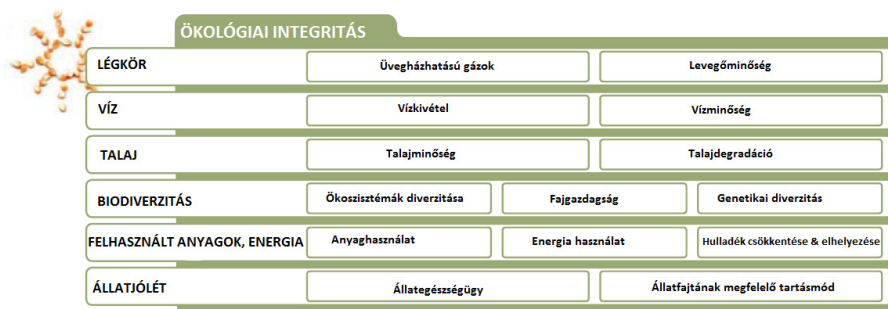 ÖKOLÓGIAI INTEGRITÁS
LÉGKÖR Üvegházhatású gázok Levegőminőség
VÍZ Vízkivétel Vízminőség
TALAJ Talajminőség Talajdegradáció
BIODIVERZITÁS Ökoszisztémák diverzitása Fajgazdagság Genetikai diverzitás
FELHASZNÁLT ANYAGOK, ENERGIA Anyaghasználat Energia használat Hulladék csökkentése & elhelyezése
ÁLLATJÓLÉT Állategészségügy Állatfajtának megfelelő tartásmód